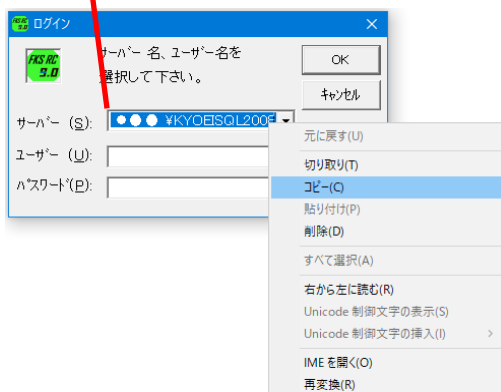 FKS RC 9.0 ログイン
FKS RC
9.0
サーバー 名、ユーザー名を
選択して下さい。
OK
キャンセル
サーバー (S): ●●● ¥KYOEISQL2008
ユーザー (U):
パスワード(P):
元に戻す(U)
切り取り(T)
コピー(C)
貼り付け(P)
削除(D)
すべて選択(A)
右から左に読む(R)
Unicode 制御文字の表示(S)
Unicode 制御文字の挿入(I)
IME を開く(O)
再変換(R)